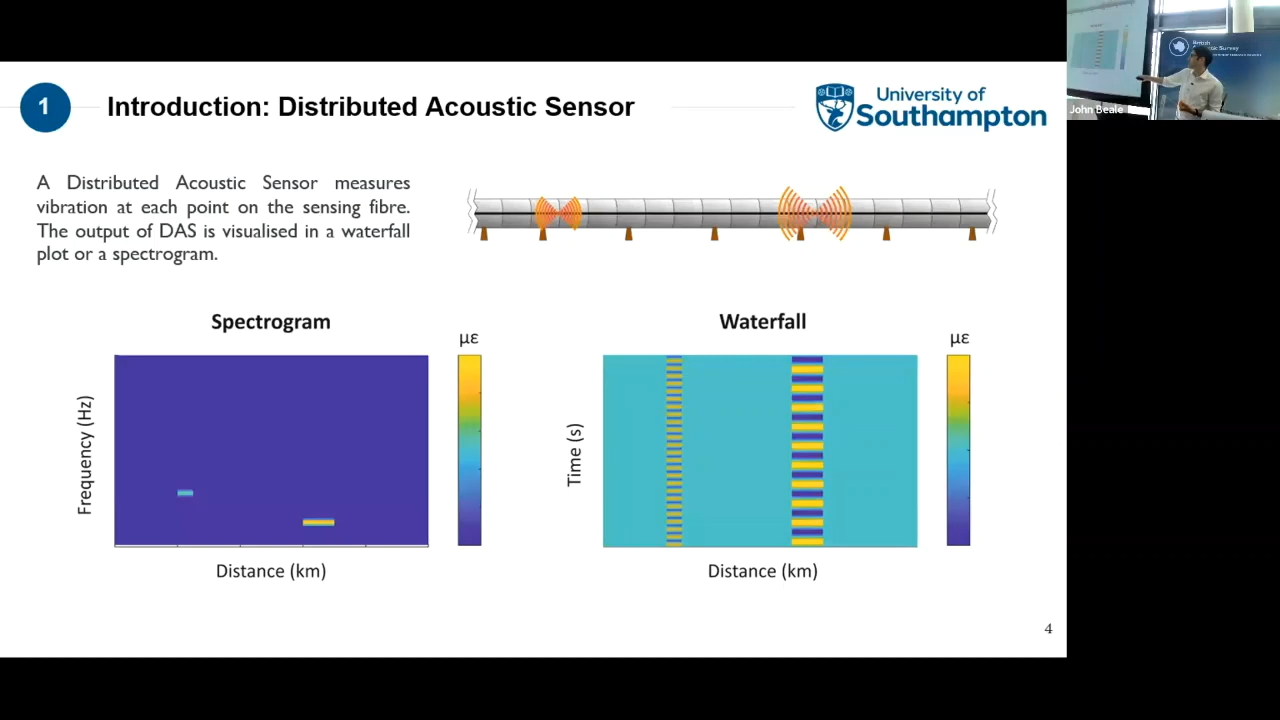 1
Introduction: Distributed Acoustic Sensor
University of
Southampton
A Distributed Acoustic Sensor measures
vibration at each point on the sensing fibre.
The output of DAS is visualised in a waterfall
plot or a spectrogram.
Spectrogram
Waterfall
με
με
Frequency (Hz)
Time (s)
Distance (km)
Distance (km)
4
British
Survey
John Beale